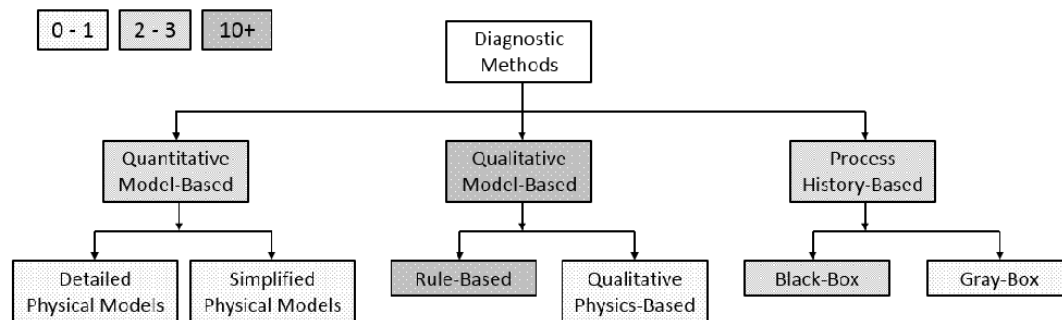 0 - 1
2 - 3
10+
Diagnostic
Methods
Quantitative
Model-Based
Qualitative
Model-Based
Process
History-Based
Detailed
Physical Models
Simplified
Physical Models
Rule-Based
Qualitative
Physics-Based
Black-Box
Gray-Box